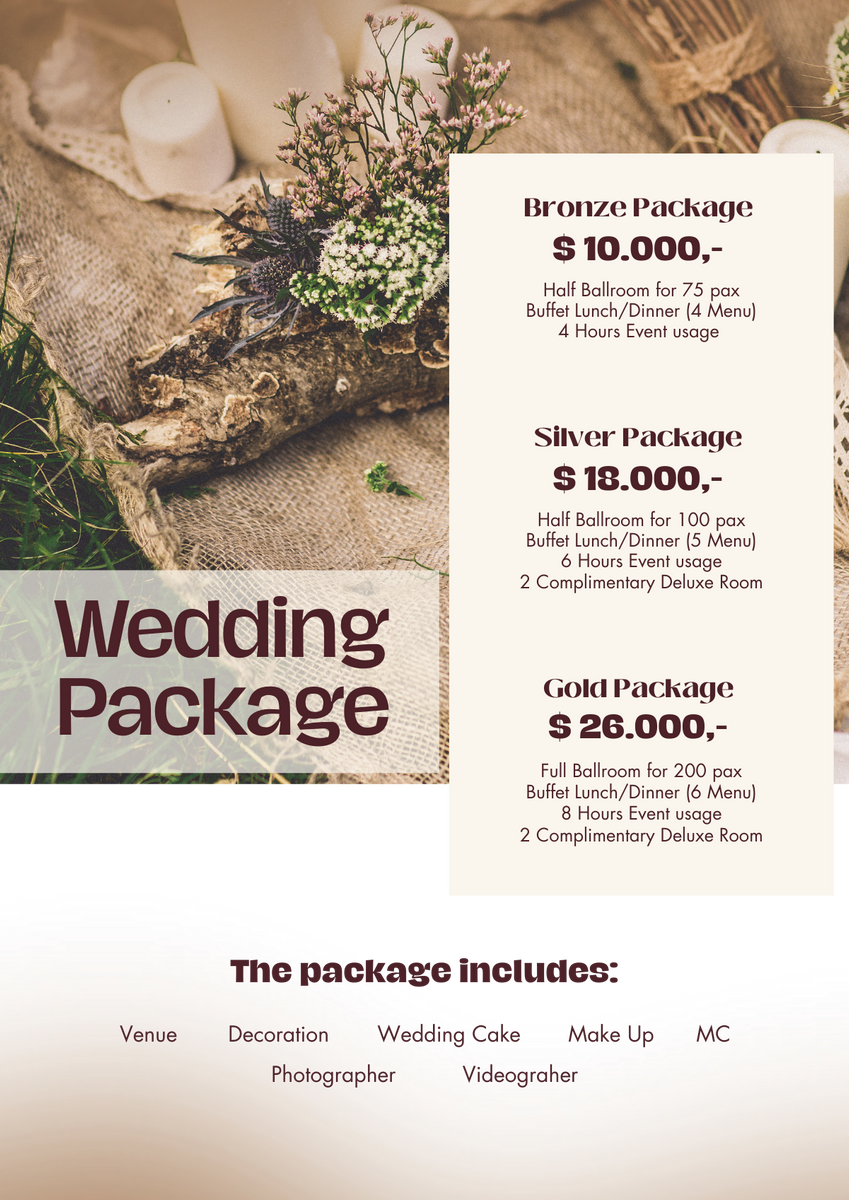 Wedding
Package
Bronze Package
$ 10.000,-
Half Ballroom for 75 pax
Buffet Lunch/Dinner (4 Menu)
4 Hours Event usage
Silver Package
$ 18.000,-
Half Ballroom for 100 pax
Buffet Lunch/Dinner (5 Menu)
6 Hours Event usage
2 Complimentary Deluxe Room
Gold Package
$ 26.000,-
Full Ballroom for 200 pax
Buffet Lunch/Dinner (6 Menu)
8 Hours Event usage
2 Complimentary Deluxe Room
The package includes:
Venue Decoration Wedding Cake Make Up MC
Photographer Videograher